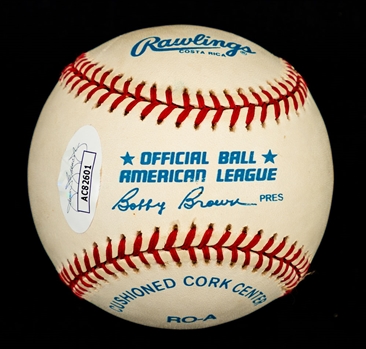 Rawlings
COSTA RICA
★ OFFICIAL BALL ★
AMERICAN LEAGUE
Bobby Brown PRES
AC82601
CUSHIONED CORK CENTER
RO-A